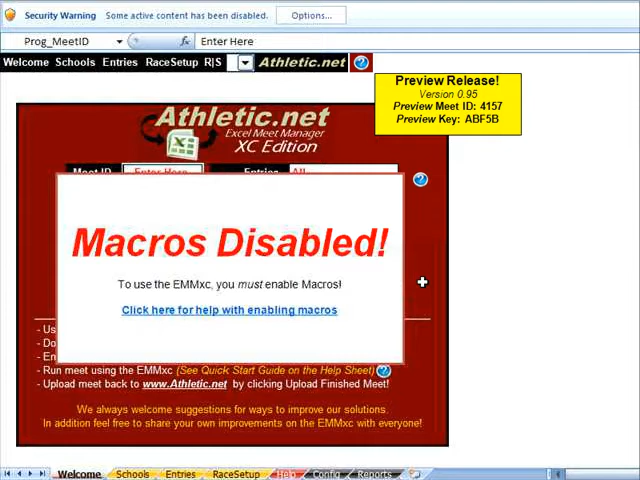 Security Warning Some active content has been disabled. Options...
Prog_MeetID fx Enter Here
Welcome Schools Entries RaceSetup R|S Athletic.net ?
Preview Release!
Version 0.95
Preview Meet ID: 4157
Preview Key: ABF5B
Athletic.net
Excel Meet Manager
XC Edition
Meet ID Enter Here Entries All
?
Macros Disabled!
To use the EMMxc, you must enable Macros!
Click here for help with enabling macros
- Us
- Do
- En
- Run meet using the EMMxc (See Quick Start Guide on the Help Sheet) ?
- Upload meet back to www.Athletic.net by clicking Upload Finished Meet!
We always welcome suggestions for ways to improve our solutions.
In addition feel free to share your own improvements on the EMMxc with everyone!
Welcome Schools Entries RaceSetup Help Config Reports